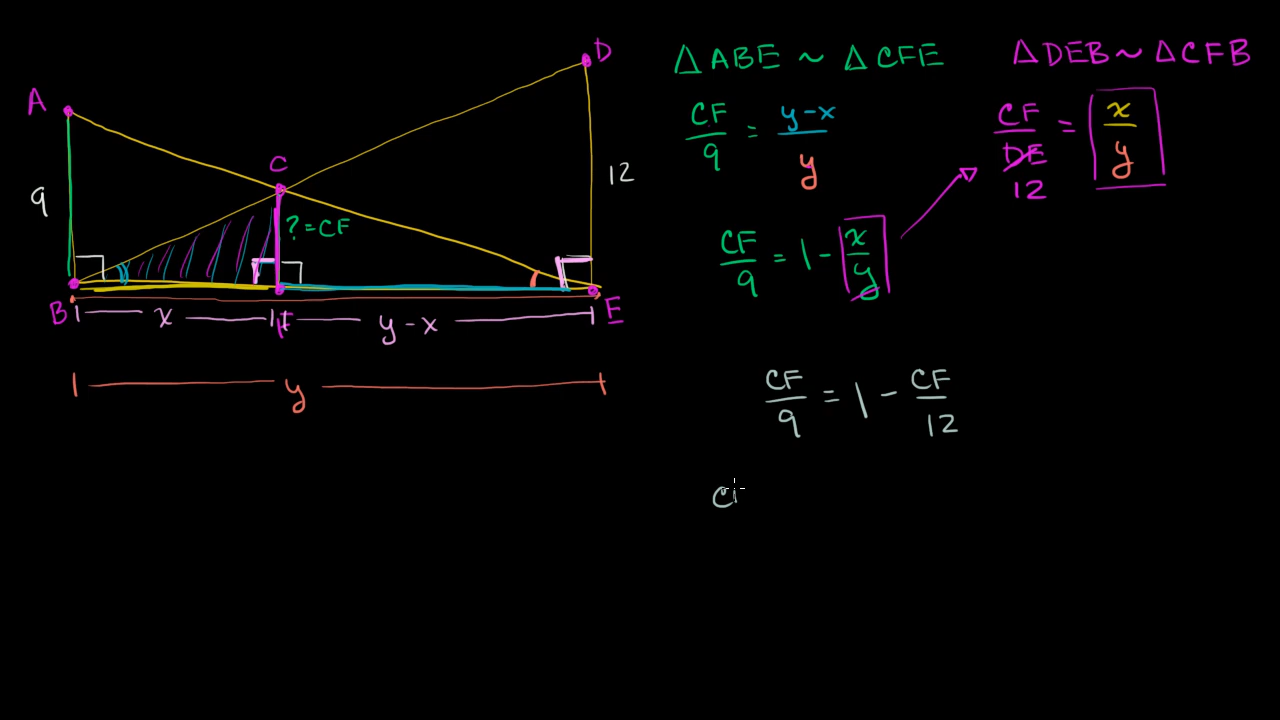 A
D
C
9
12
? = CF
B
F
E
x
y - x
y
△ABE ~ △CFE
△DEB ~ △CFB
CF/9 = y-x/y
CF/DE 12 = x/y
CF/9 = 1 - x/y
CF/9 = 1 - CF/12
CF